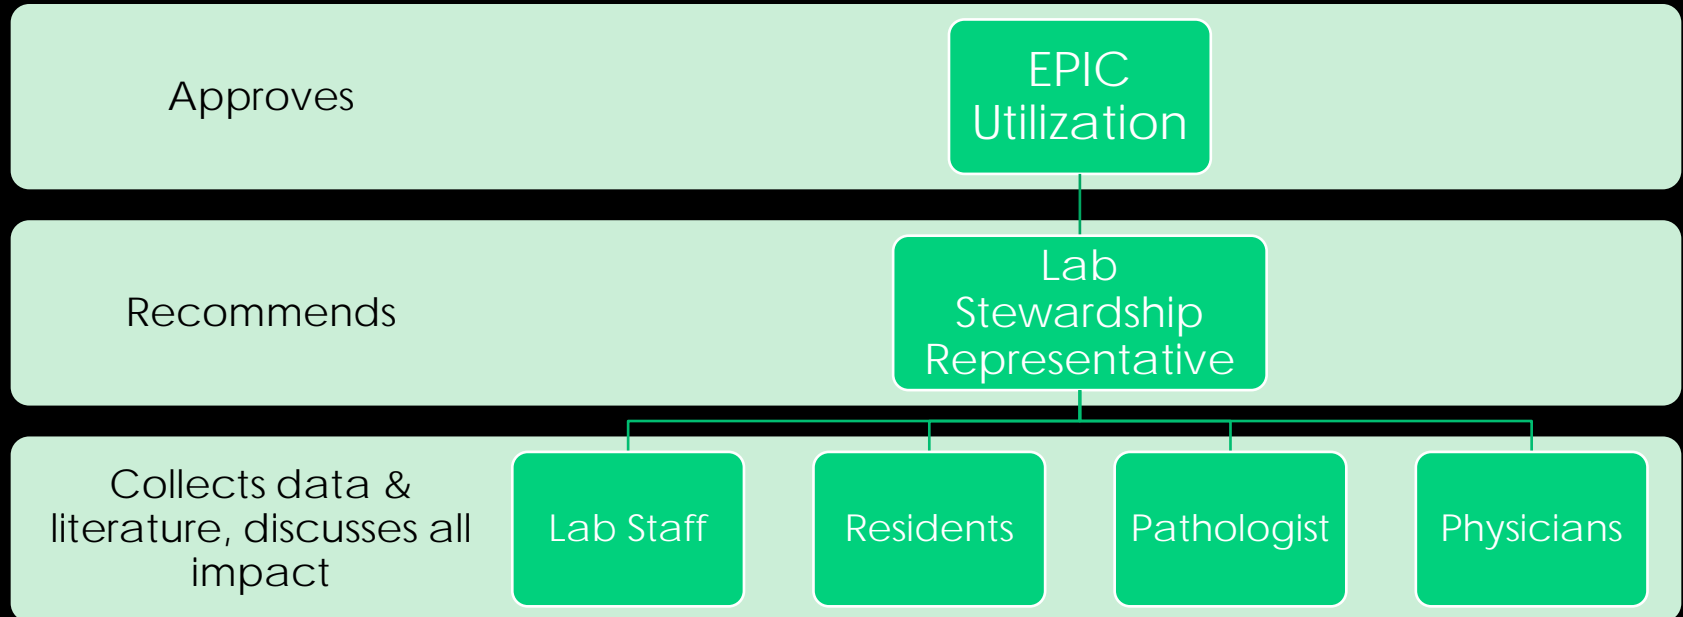 Approves
EPIC
Utilization
Recommends
Lab
Stewardship
Representative
Collects data &
literature, discusses all
impact
Lab Staff
Residents
Pathologist
Physicians